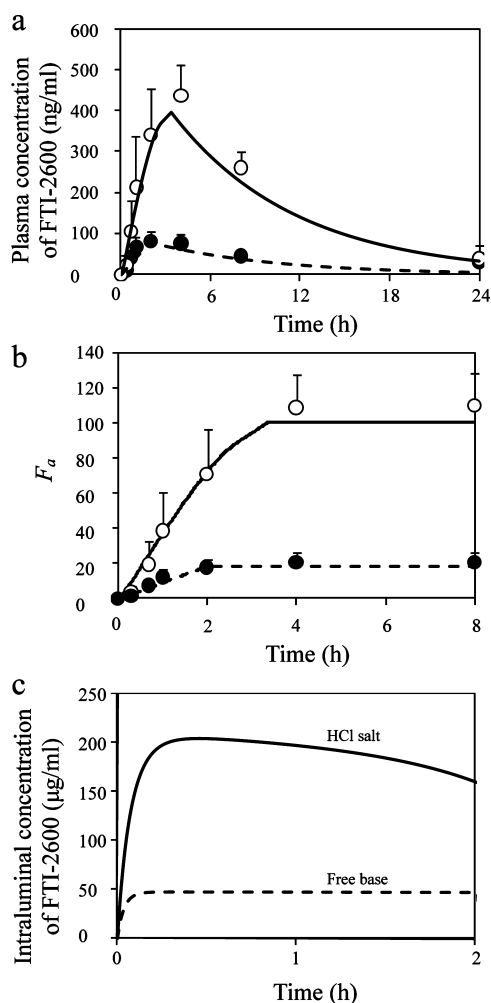 a
Plasma concentration
of FTI-2600 (ng/ml)
600
500
400
300
200
100
0
0
6
12
18
24
Time (h)
b
Fa
140
120
100
80
60
40
20
0
0
2
4
6
8
Time (h)
c
Intraluminal concentration
of FTI-2600 (μg/ml)
250
200
150
100
50
0
HCl salt
Free base
0
1
2
Time (h)